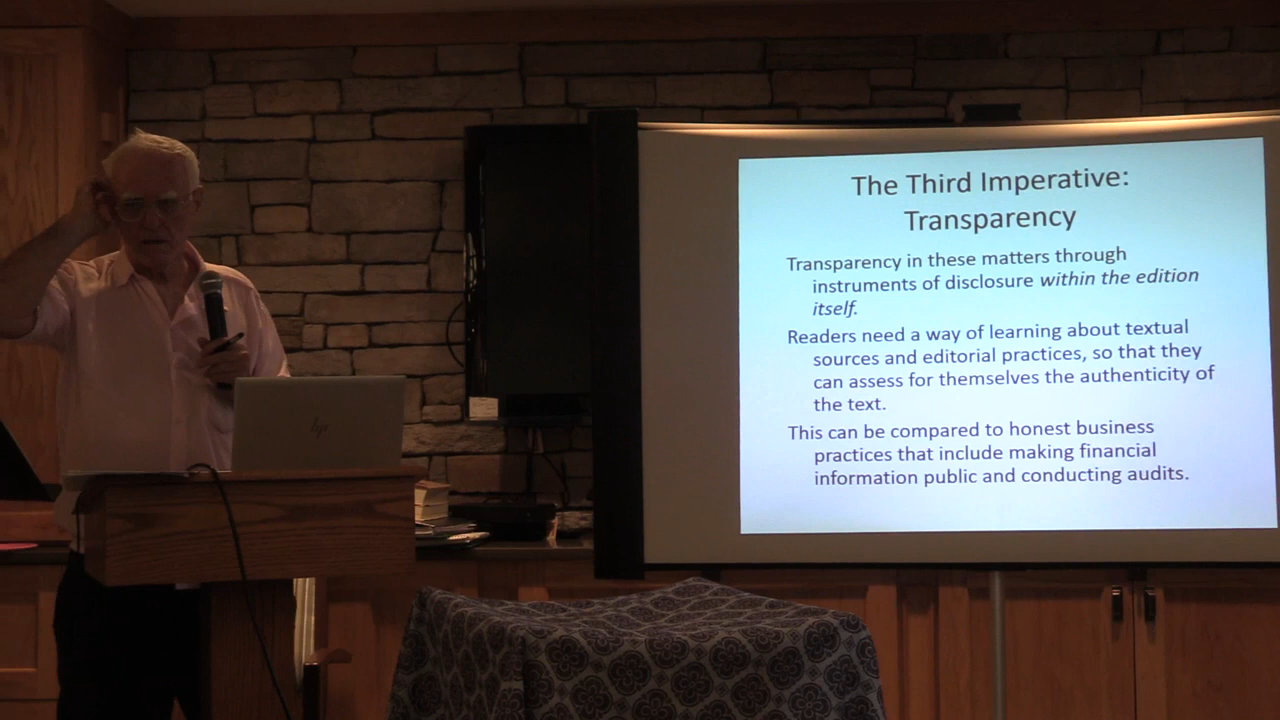 The Third Imperative:
Transparency
Transparency in these matters through
instruments of disclosure within the edition
itself.
Readers need a way of learning about textual
sources and editorial practices, so that they
can assess for themselves the authenticity of
the text.
This can be compared to honest business
practices that include making financial
information public and conducting audits.
hp